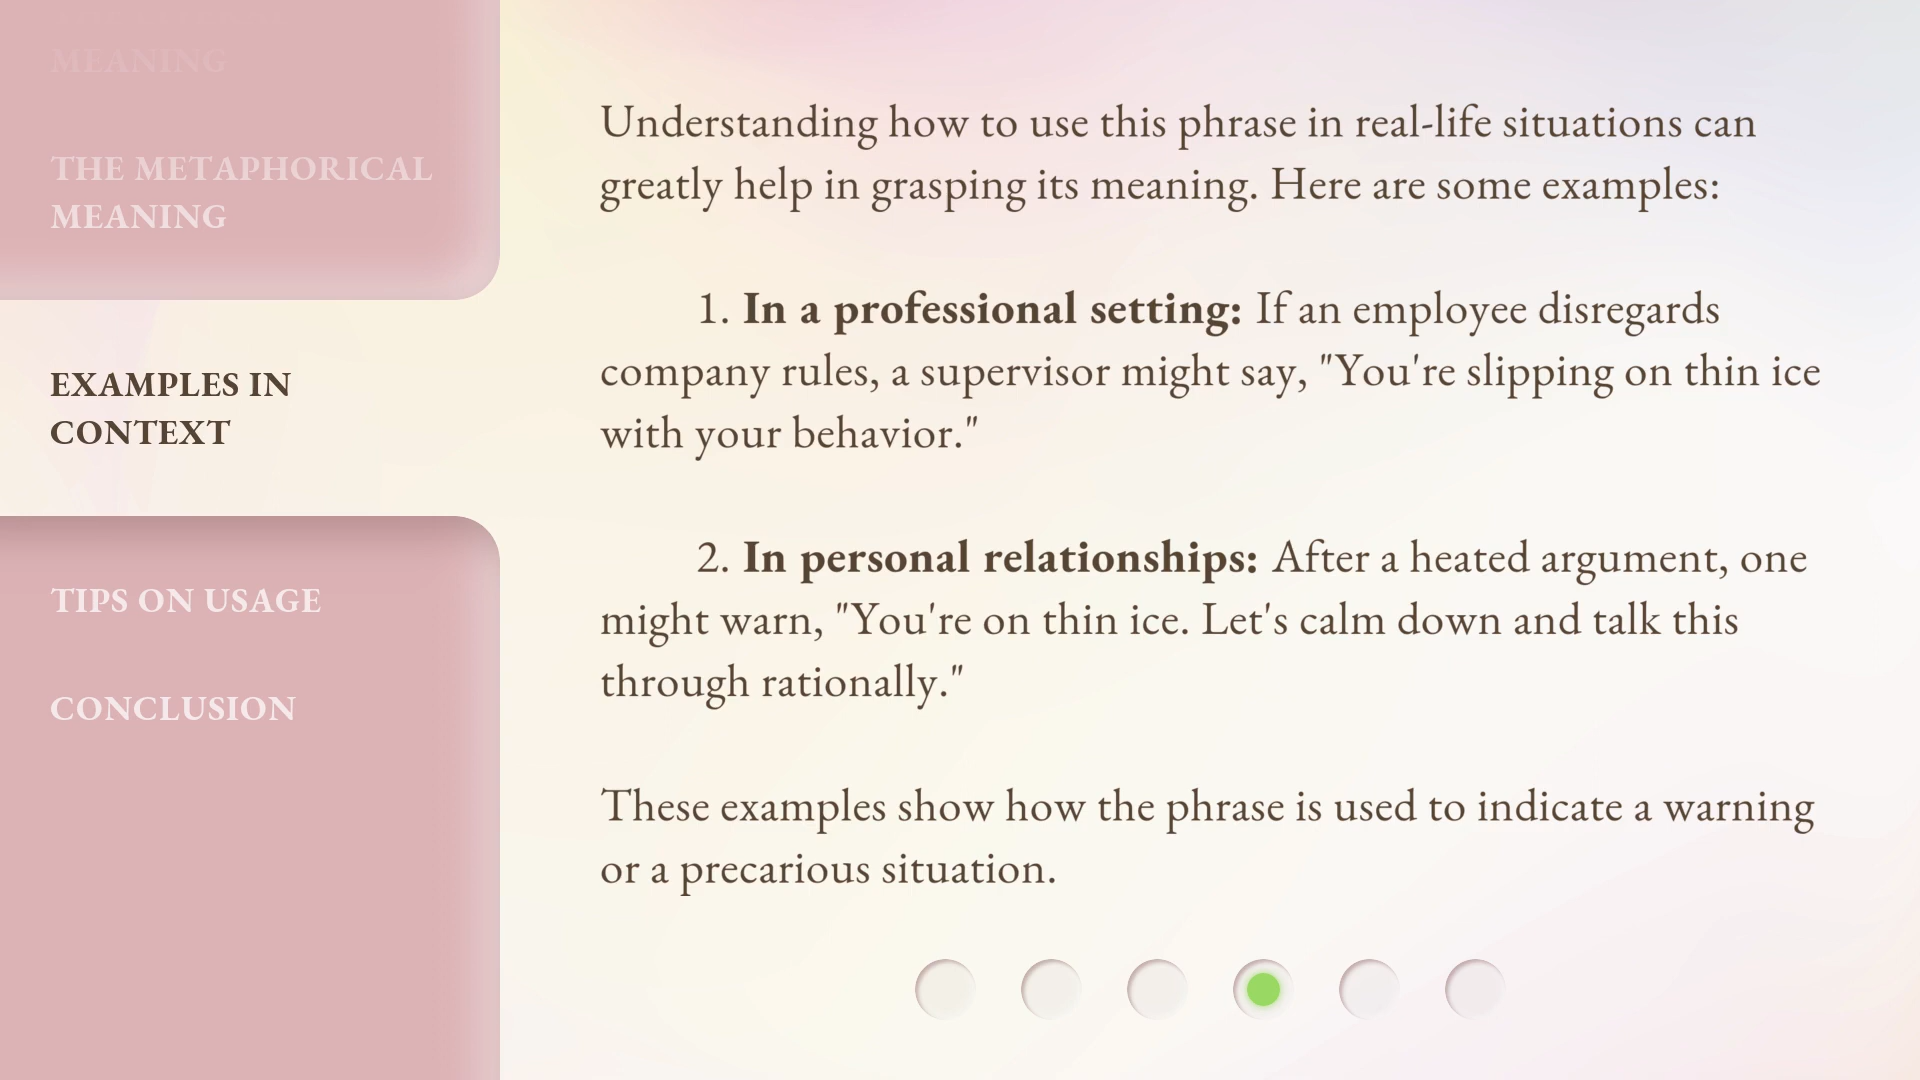 MEANING
THE METAPHORICAL
MEANING
EXAMPLES IN
CONTEXT
TIPS ON USAGE
CONCLUSION
Understanding how to use this phrase in real-life situations can
greatly help in grasping its meaning. Here are some examples:
1. In a professional setting: If an employee disregards
company rules, a supervisor might say, "You're slipping on thin ice
with your behavior."
2. In personal relationships: After a heated argument, one
might warn, "You're on thin ice. Let's calm down and talk this
through rationally."
These examples show how the phrase is used to indicate a warning
or a precarious situation.